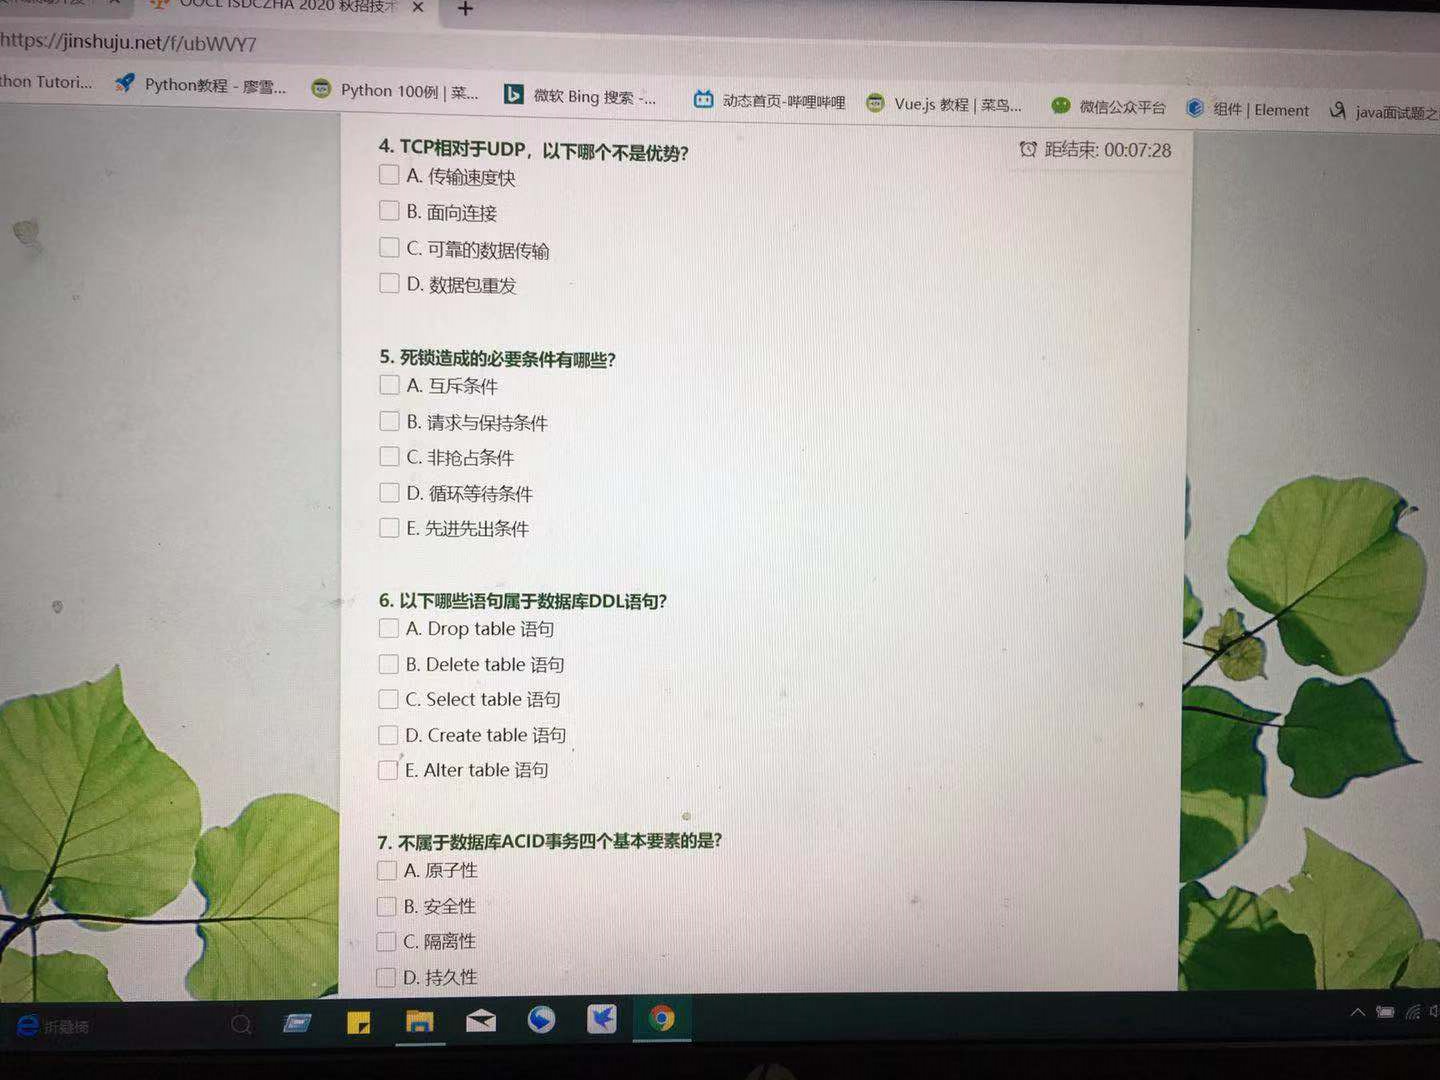 OOCL ISDCZHA 2020 秋招技术
https://jinshuju.net/f/ubWVY7
thon Tutori... Python教程 - 廖雪... Python 100例 | 菜... 微软 Bing 搜索 -... 动态首页-哔哩哔哩 Vue.js 教程 | 菜鸟... 微信公众平台 组件 | Element java面试题之
距结束: 00:07:28
4. TCP相对于UDP，以下哪个不是优势?
A. 传输速度快
B. 面向连接
C. 可靠的数据传输
D. 数据包重发
5. 死锁造成的必要条件有哪些?
A. 互斥条件
B. 请求与保持条件
C. 非抢占条件
D. 循环等待条件
E. 先进先出条件
6. 以下哪些语句属于数据库DDL语句?
A. Drop table 语句
B. Delete table 语句
C. Select table 语句
D. Create table 语句
E. Alter table 语句
7. 不属于数据库ACID事务四个基本要素的是?
A. 原子性
B. 安全性
C. 隔离性
D. 持久性
折叠椅